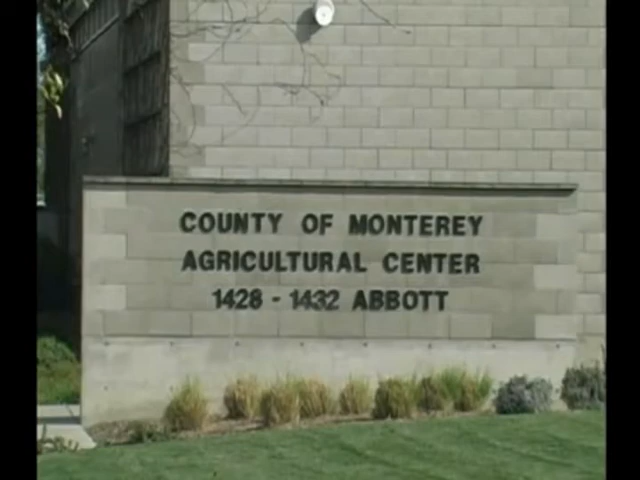 COUNTY OF MONTEREY
AGRICULTURAL CENTER
1428 - 1432 ABBOTT